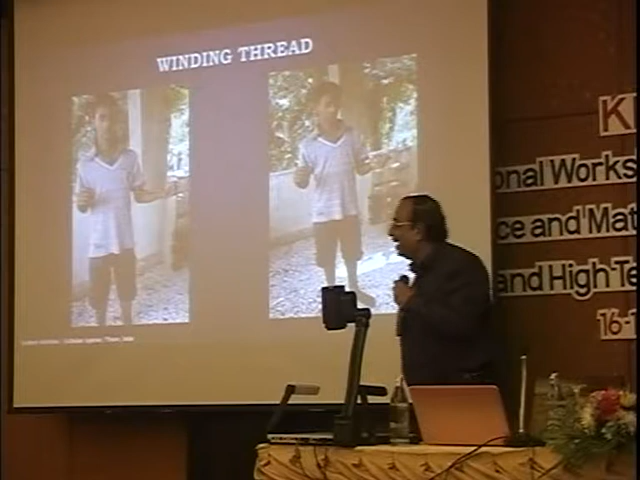 WINDING THREAD
K
onal Works
ce and Mat
and High-Te
16-1